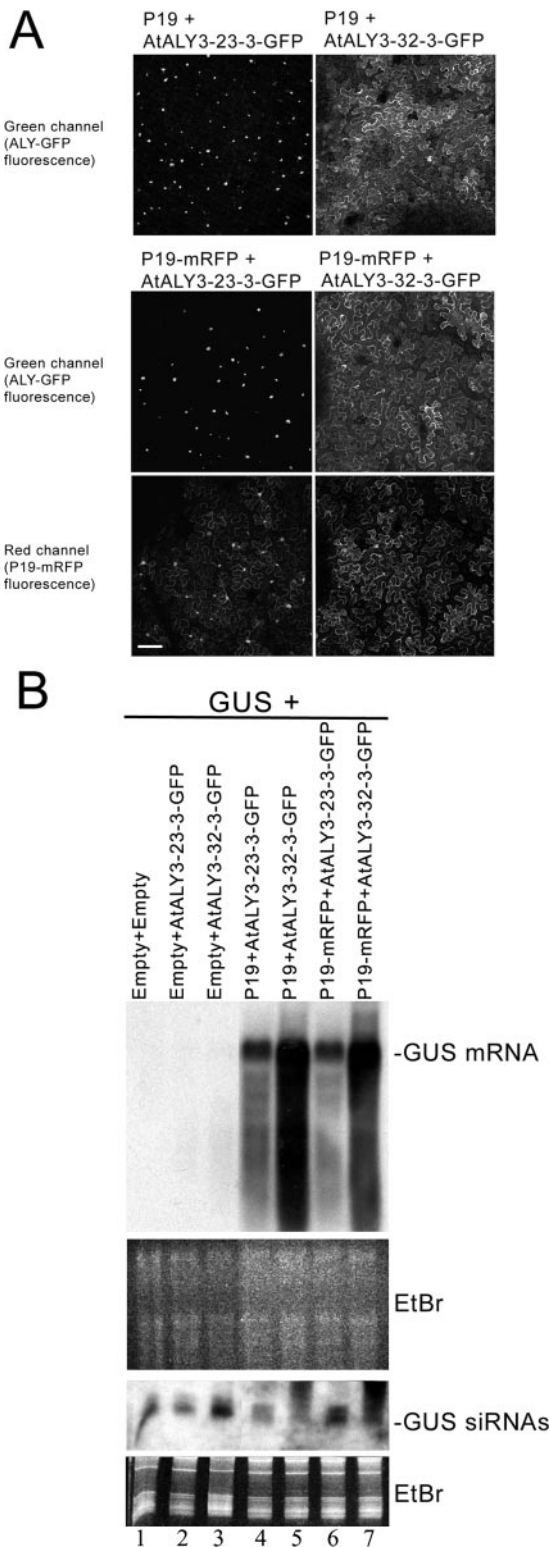 A
P19 +
AtALY3-23-3-GFP
P19 +
AtALY3-32-3-GFP
Green channel
(ALY-GFP
fluorescence)
P19-mRFP +
AtALY3-23-3-GFP
P19-mRFP +
AtALY3-32-3-GFP
Green channel
(ALY-GFP
fluorescence)
Red channel
(P19-mRFP
fluorescence)
B
GUS +
Empty+Empty
Empty+AtALY3-23-3-GFP
Empty+AtALY3-32-3-GFP
P19+AtALY3-23-3-GFP
P19+AtALY3-32-3-GFP
P19-mRFP+AtALY3-23-3-GFP
P19-mRFP+AtALY3-32-3-GFP
-GUS mRNA
EtBr
-GUS siRNAs
EtBr
1 2 3 4 5 6 7